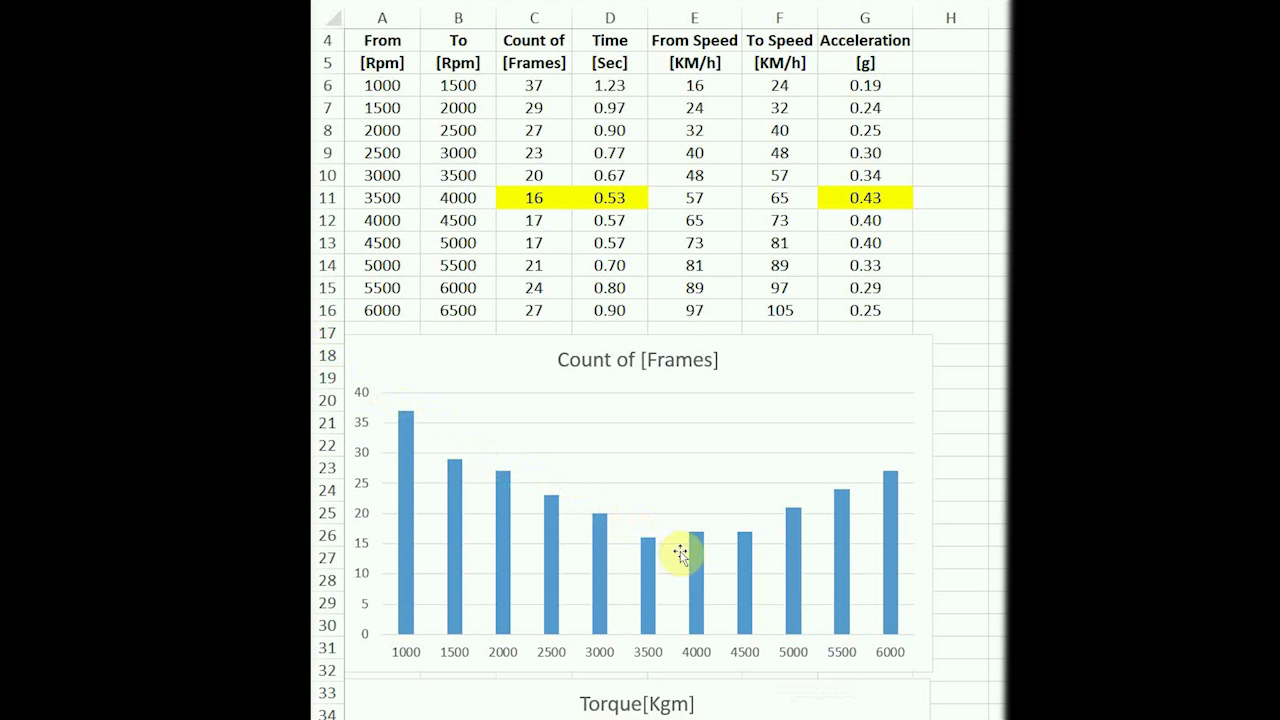 A B C D E F G H
4 From To Count of Time From Speed To Speed Acceleration
5 [Rpm] [Rpm] [Frames] [Sec] [KM/h] [KM/h] [g]
6 1000 1500 37 1.23 16 24 0.19
7 1500 2000 29 0.97 24 32 0.24
8 2000 2500 27 0.90 32 40 0.25
9 2500 3000 23 0.77 40 48 0.30
10 3000 3500 20 0.67 48 57 0.34
11 3500 4000 16 0.53 57 65 0.43
12 4000 4500 17 0.57 65 73 0.40
13 4500 5000 17 0.57 73 81 0.40
14 5000 5500 21 0.70 81 89 0.33
15 5500 6000 24 0.80 89 97 0.29
16 6000 6500 27 0.90 97 105 0.25
17
18 Count of [Frames]
19
20 40
21 35
22
23 30
24 25
25 20
26
27 15
28 10
29 5
30
31 0
32 1000 1500 2000 2500 3000 3500 4000 4500 5000 5500 6000
33 Torque[Kgm]
34